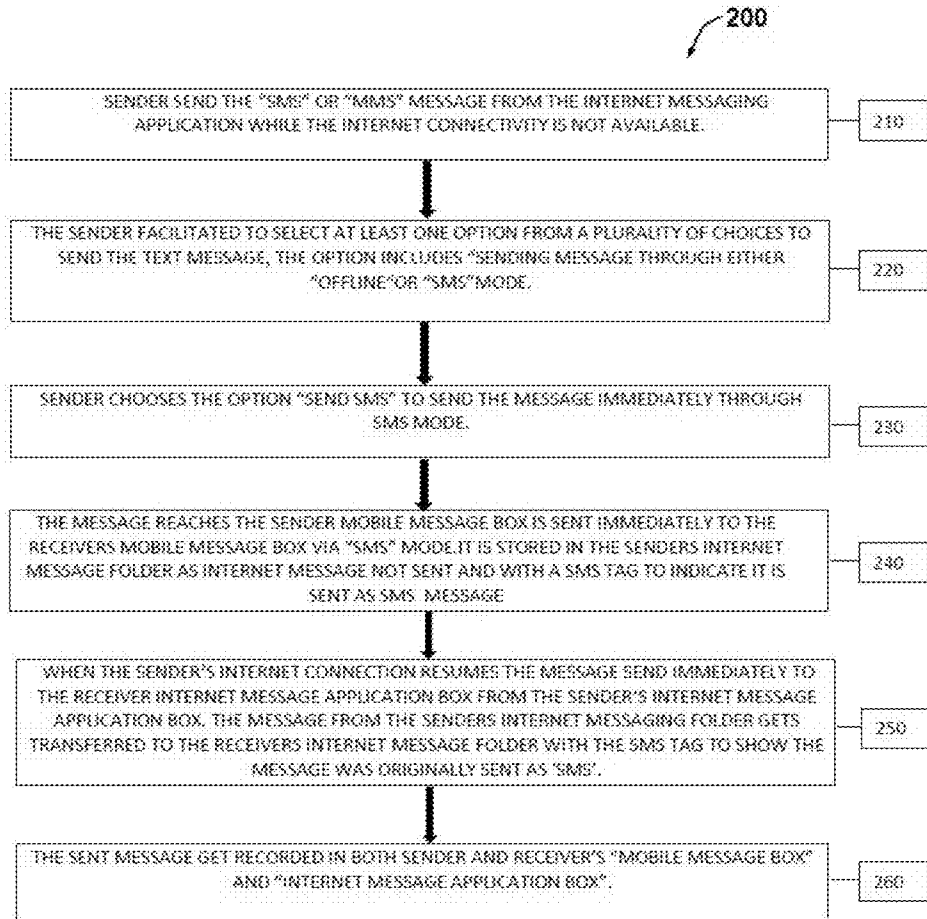 200
SENDER SEND THE "SMS" OR "MMS" MESSAGE FROM THE INTERNET MESSAGING
APPLICATION WHILE THE INTERNET CONNECTIVITY IS NOT AVAILABLE.
210
THE SENDER FACILITATED TO SELECT AT LEAST ONE OPTION FROM A PLURALITY OF CHOICES TO
SEND THE TEXT MESSAGE, THE OPTION INCLUDES "SENDING MESSAGE THROUGH EITHER
"OFFLINE"OR "SMS"MODE.
220
SENDER CHOOSES THE OPTION "SEND SMS" TO SEND THE MESSAGE IMMEDIATELY THROUGH
SMS MODE.
230
THE MESSAGE REACHES THE SENDER MOBILE MESSAGE BOX IS SENT IMMEDIATELY TO THE
RECEIVERS MOBILE MESSAGE BOX VIA "SMS" MODE.IT IS STORED IN THE SENDERS INTERNET
MESSAGE FOLDER AS INTERNET MESSAGE NOT SENT AND WITH A SMS TAG TO INDICATE IT IS
SENT AS SMS MESSAGE
240
WHEN THE SENDER'S INTERNET CONNECTION RESUMES THE MESSAGE SEND IMMEDIATELY TO
THE RECEIVER INTERNET MESSAGE APPLICATION BOX FROM THE SENDER'S INTERNET MESSAGE
APPLICATION BOX. THE MESSAGE FROM THE SENDERS INTERNET MESSAGING FOLDER GETS
TRANSFERRED TO THE RECEIVERS INTERNET MESSAGE FOLDER WITH THE SMS TAG TO SHOW THE
MESSAGE WAS ORIGINALLY SENT AS 'SMS'.
250
THE SENT MESSAGE GET RECORDED IN BOTH SENDER AND RECEIVER'S "MOBILE MESSAGE BOX"
AND "INTERNET MESSAGE APPLICATION BOX".
260